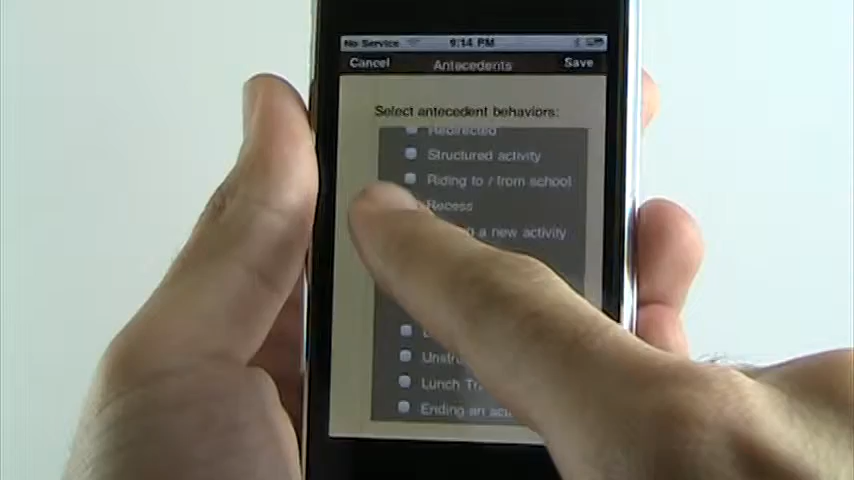 No Service 9:14 PM
Cancel Antecedents Save
Select antecedent behaviors:
Redirected
Structured activity
Riding to / from school
Recess
a new activity
Lunch
Ending an